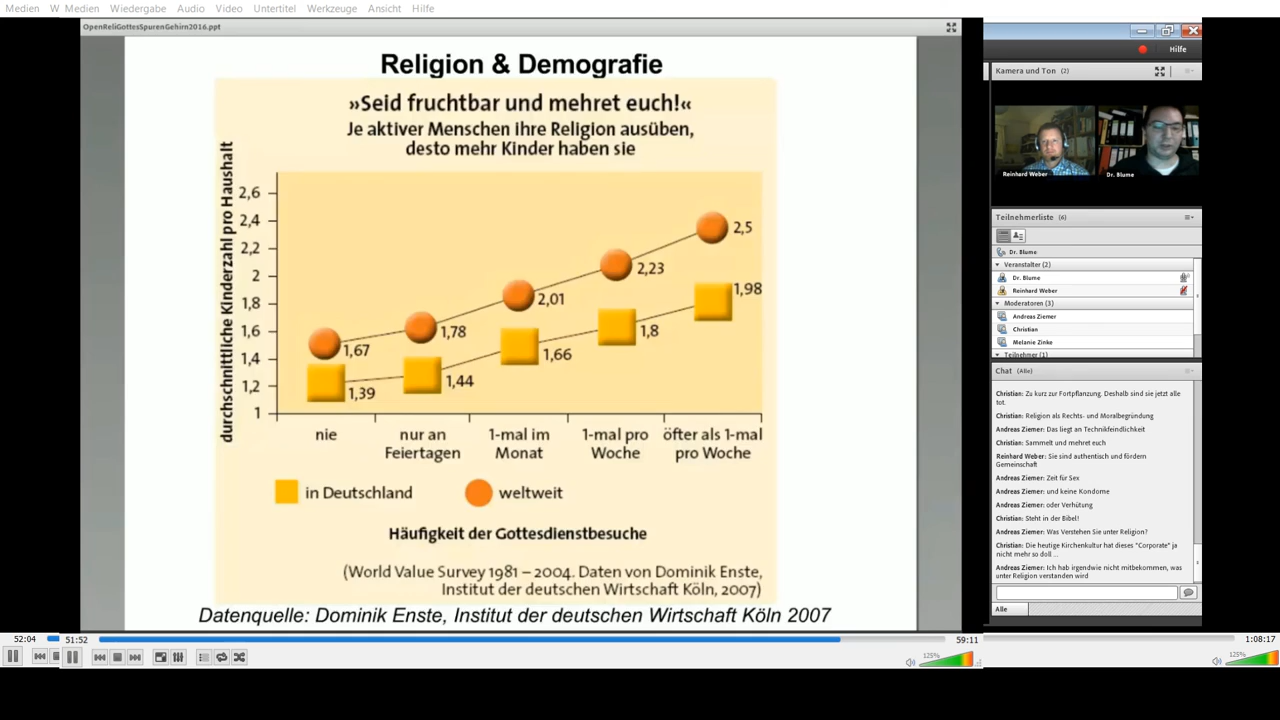 Medien W Medien Wiedergabe Audio Video Untertitel Werkzeuge Ansicht Hilfe
OpenReliGottesSpurenGehirn2016.ppt
Religion & Demografie
»Seid fruchtbar und mehret euch!«
Je aktiver Menschen ihre Religion ausüben,
desto mehr Kinder haben sie
durchschnittliche Kinderzahl pro Haushalt
2,6
2,4
2,2
2
1,8
1,6
1,4
1,2
1
2,5
2,23
2,01
1,78
1,67
1,98
1,8
1,66
1,44
1,39
nie
nur an
Feiertagen
1-mal im
Monat
1-mal pro
Woche
öfter als 1-mal
pro Woche
in Deutschland
weltweit
Häufigkeit der Gottesdienstbesuche
(World Value Survey 1981 – 2004. Daten von Dominik Enste,
Institut der deutschen Wirtschaft Köln, 2007)
Datenquelle: Dominik Enste, Institut der deutschen Wirtschaft Köln 2007
Hilfe
Kamera und Ton (2)
Reinhard Weber
Dr. Blume
Teilnehmerliste (6)
Dr. Blume
Veranstalter (2)
Dr. Blume
Reinhard Weber
Moderatoren (3)
Andreas Ziemer
Christian
Melanie Zinke
Teilnehmer (1)
Chat (Alle)
Christian: Zu kurz zur Fortpflanzung. Deshalb sind sie jetzt alle
tot.
Christian: Religion als Rechts- und Moralbegründung
Andreas Ziemer: Das liegt an Technikfeindlichkeit
Christian: Sammelt und mehret euch
Reinhard Weber: Sie sind authentisch und fördern
Gemeinschaft
Andreas Ziemer: Zeit für Sex
Andreas Ziemer: und keine Kondome
Andreas Ziemer: oder Verhütung
Christian: Steht in der Bibel!
Andreas Ziemer: Was Verstehen Sie unter Religion?
Christian: Die heutige Kirchenkultur hat dieses "Corporate" ja
nicht mehr so doll ...
Andreas Ziemer: Ich hab irgendwie nicht mitbekommen, was
unter Religion verstanden wird
Alle
52:04
51:52
59:11
1:08:17
125%
125%